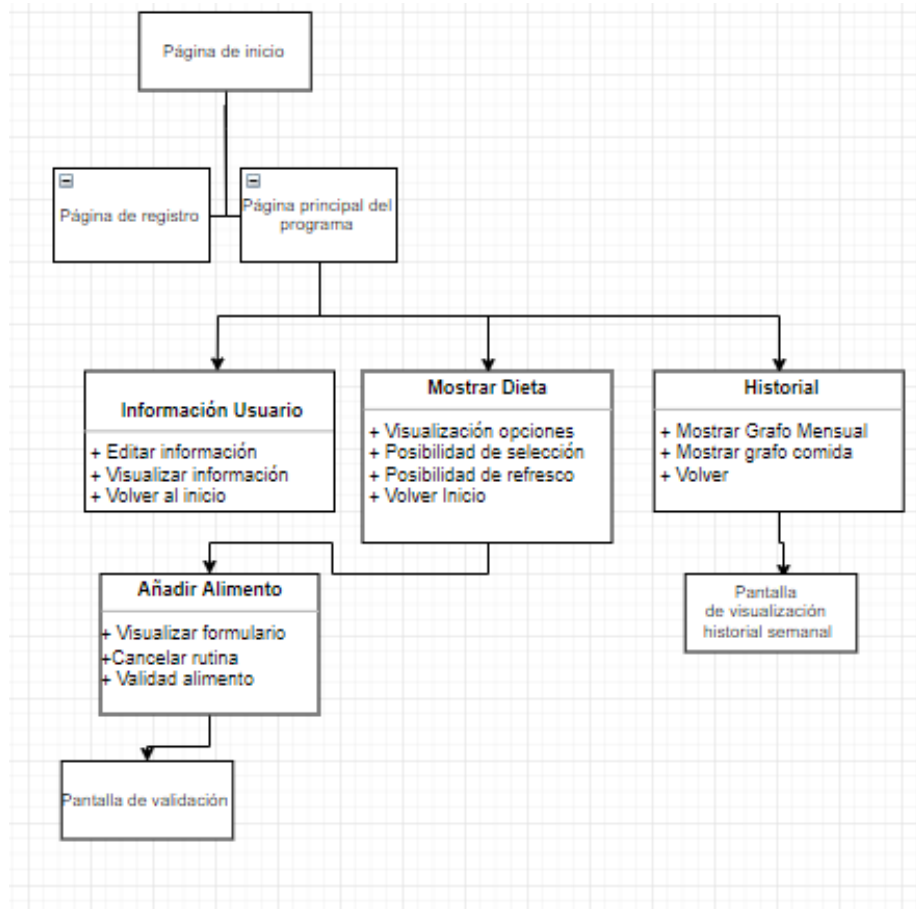 Página de inicio
Página de registro
Página principal del
programa
Información Usuario
+ Editar información
+ Visualizar información
+ Volver al inicio
Mostrar Dieta
+ Visualización opciones
+ Posibilidad de selección
+ Posibilidad de refresco
+ Volver Inicio
Historial
+ Mostrar Grafo Mensual
+ Mostrar grafo comida
+ Volver
Añadir Alimento
+ Visualizar formulario
+Cancelar rutina
+ Validad alimento
Pantalla
de visualización
historial semanal
Pantalla de validación